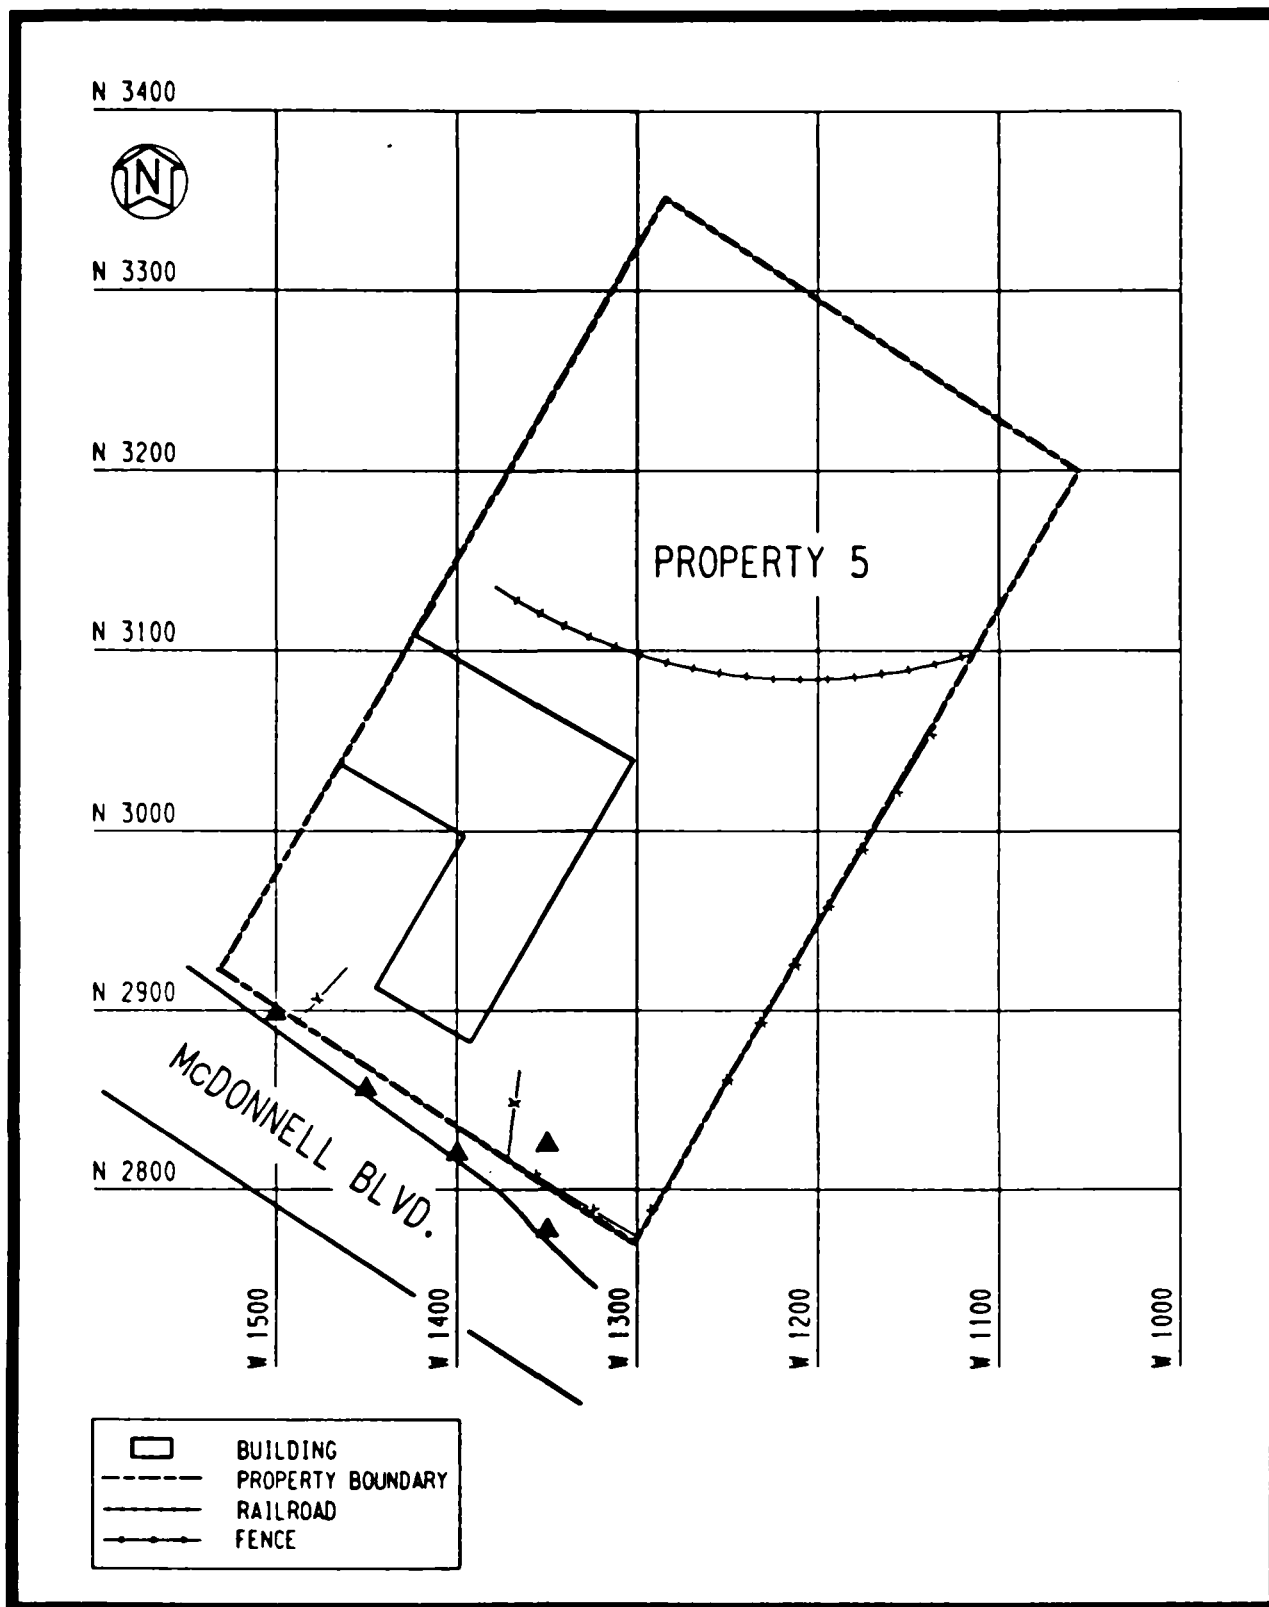 N 3400
N
N 3300
N 3200
PROPERTY 5
N 3100
N 3000
N 2900
McDONNELL BLVD.
N 2800
W 1500
W 1400
W 1300
W 1200
W 1100
W 1000
BUILDING
PROPERTY BOUNDARY
RAILROAD
FENCE